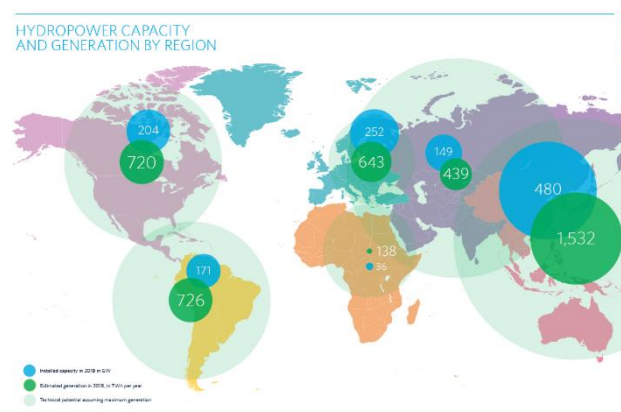 HYDROPOWER CAPACITY
AND GENERATION BY REGION
204
720
252
643
149
439
480
1,532
138
36
171
726
Installed capacity in 2018 in GW
Estimated generation in 2018, in TWh per year
Technical potential assuming maximum generation